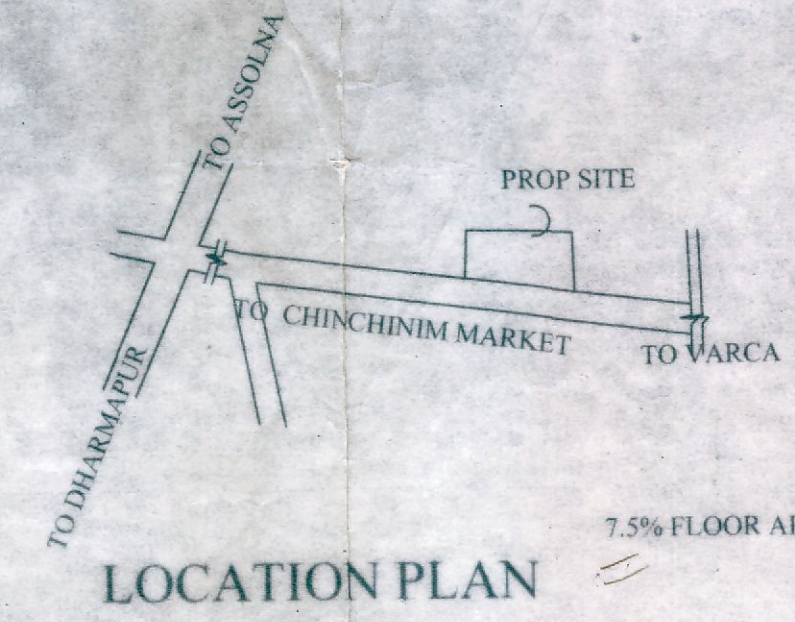 TO ASSOLNA
PROP SITE
TO CHINCHINIM MARKET
TO VARCA
TO DHARMAPUR
7.5% FLOOR
LOCATION PLAN